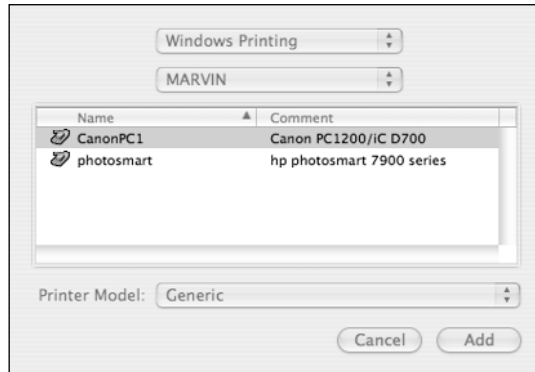 Windows Printing
MARVIN
Name Comment
CanonPC1 Canon PC1200/iC D700
photosmart hp photosmart 7900 series
Printer Model: Generic
Cancel Add